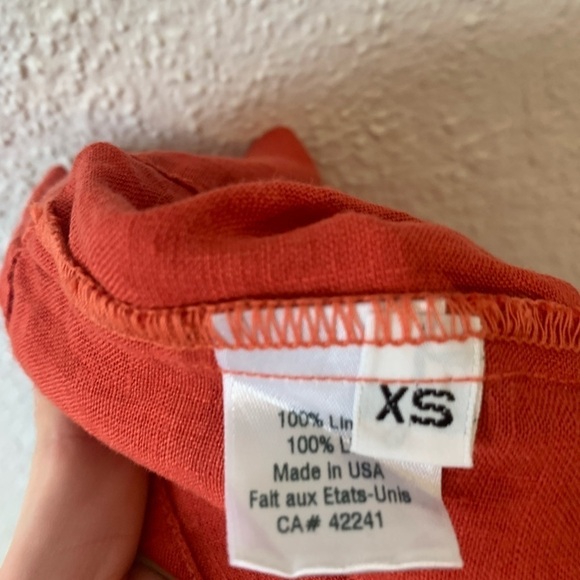 XS
100%
100%
Made in USA
Fait aux Etats-Unis
CA# 42241